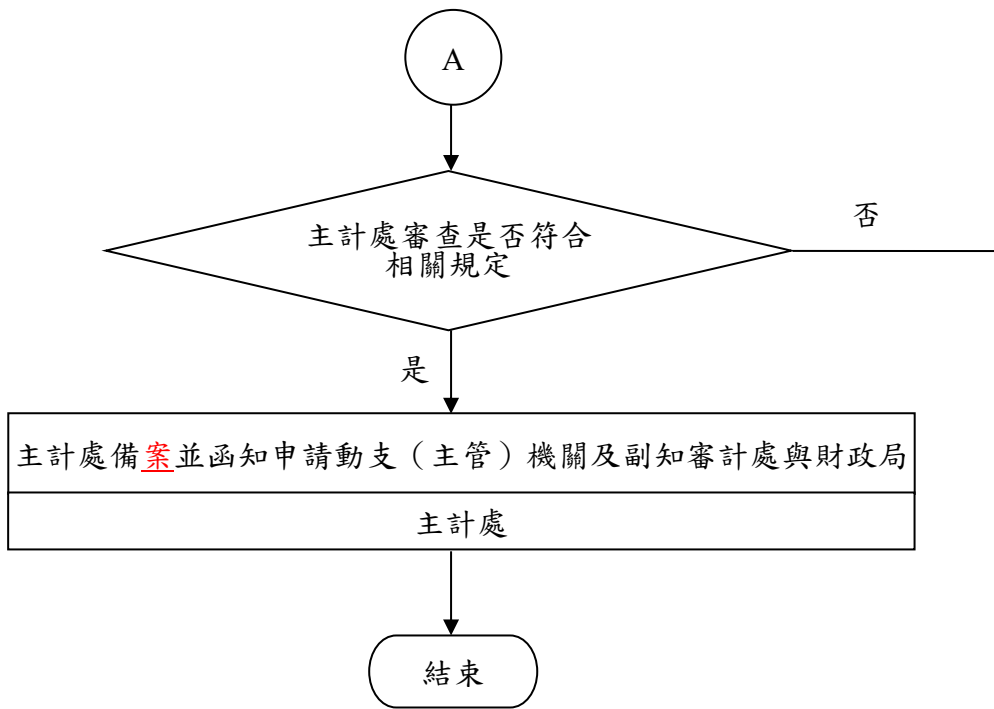 A
主計處審查是否符合
相關規定
否
是
主計處備案並函知申請動支（主管）機關及副知審計處與財政局
主計處
結束